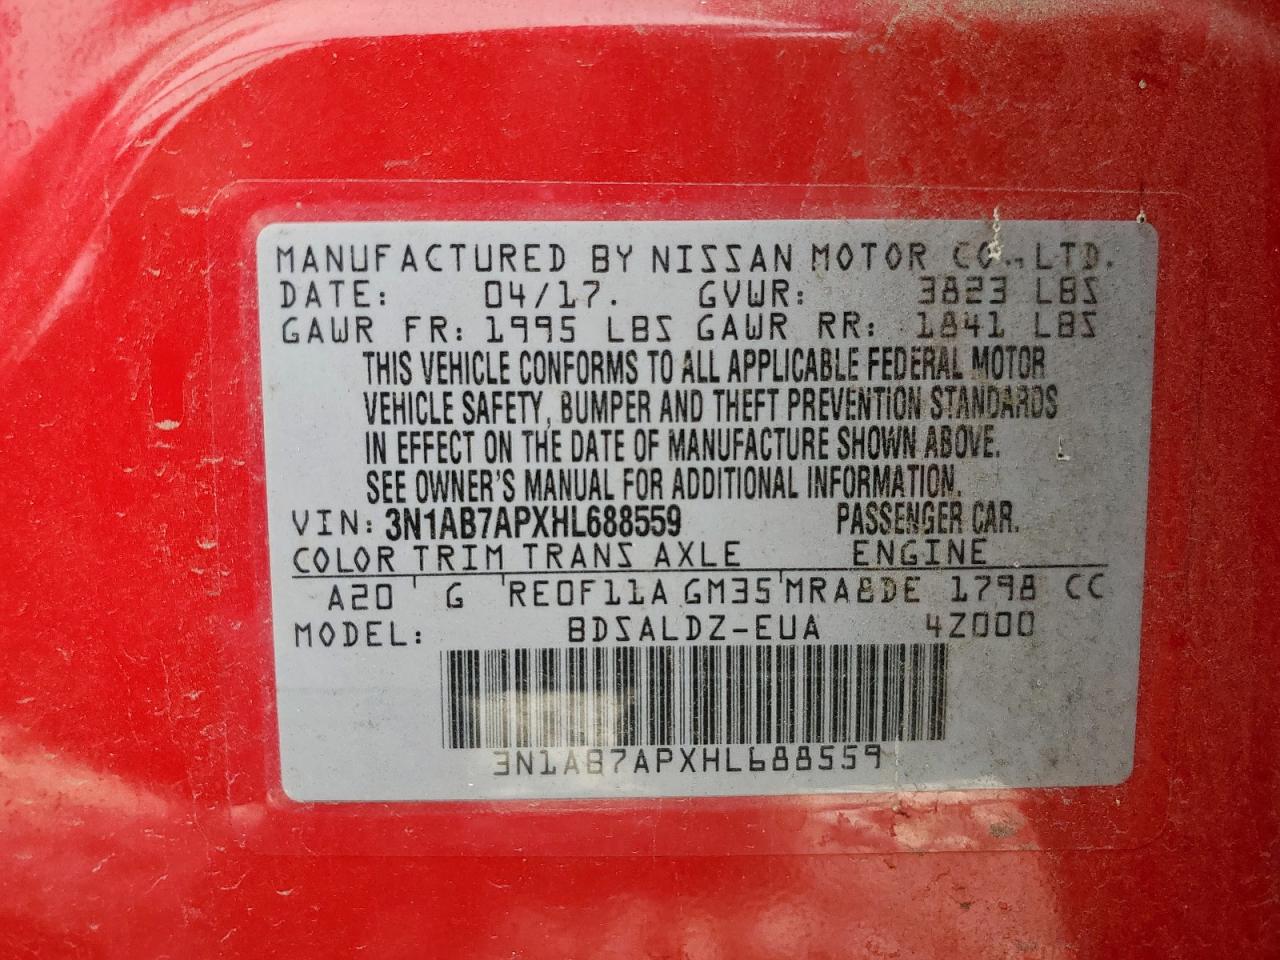 MANUFACTURED BY NISSAN MOTOR CO., LTD.
DATE: 04/17. GVWR: 3823 LBS
GAWR FR: 1995 LBS GAWR RR: 1841 LBS
THIS VEHICLE CONFORMS TO ALL APPLICABLE FEDERAL MOTOR
VEHICLE SAFETY, BUMPER AND THEFT PREVENTION STANDARDS
IN EFFECT ON THE DATE OF MANUFACTURE SHOWN ABOVE.
SEE OWNER'S MANUAL FOR ADDITIONAL INFORMATION.
VIN: 3N1AB7APXHL688559 PASSENGER CAR.
COLOR TRIM TRANS AXLE ENGINE
A20 G RE0F11A GM35 MRA8DE 1798 CC
MODEL: BDSALDZ-EUA 4Z000
3N1AB7APXHL688559